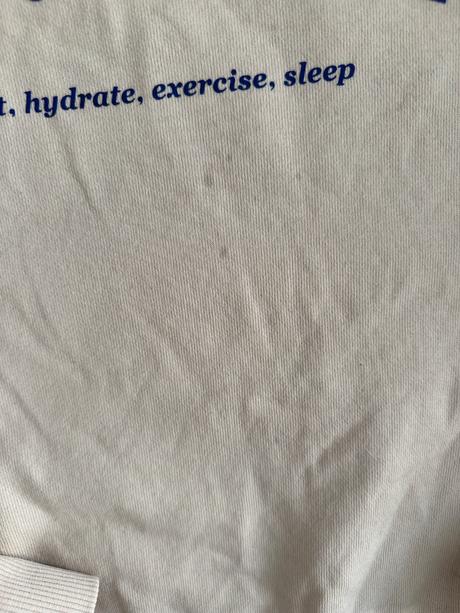 t, hydrate, exercise, sleep